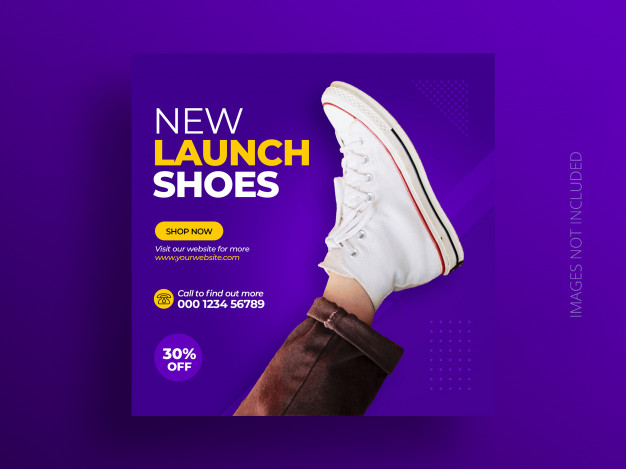 NEW
LAUNCH
SHOES
SHOP NOW
Visit our website for more
www.yourwebsite.com
Call to find out more
000 1234 56789
30%
OFF
IMAGES NOT INCLUDED